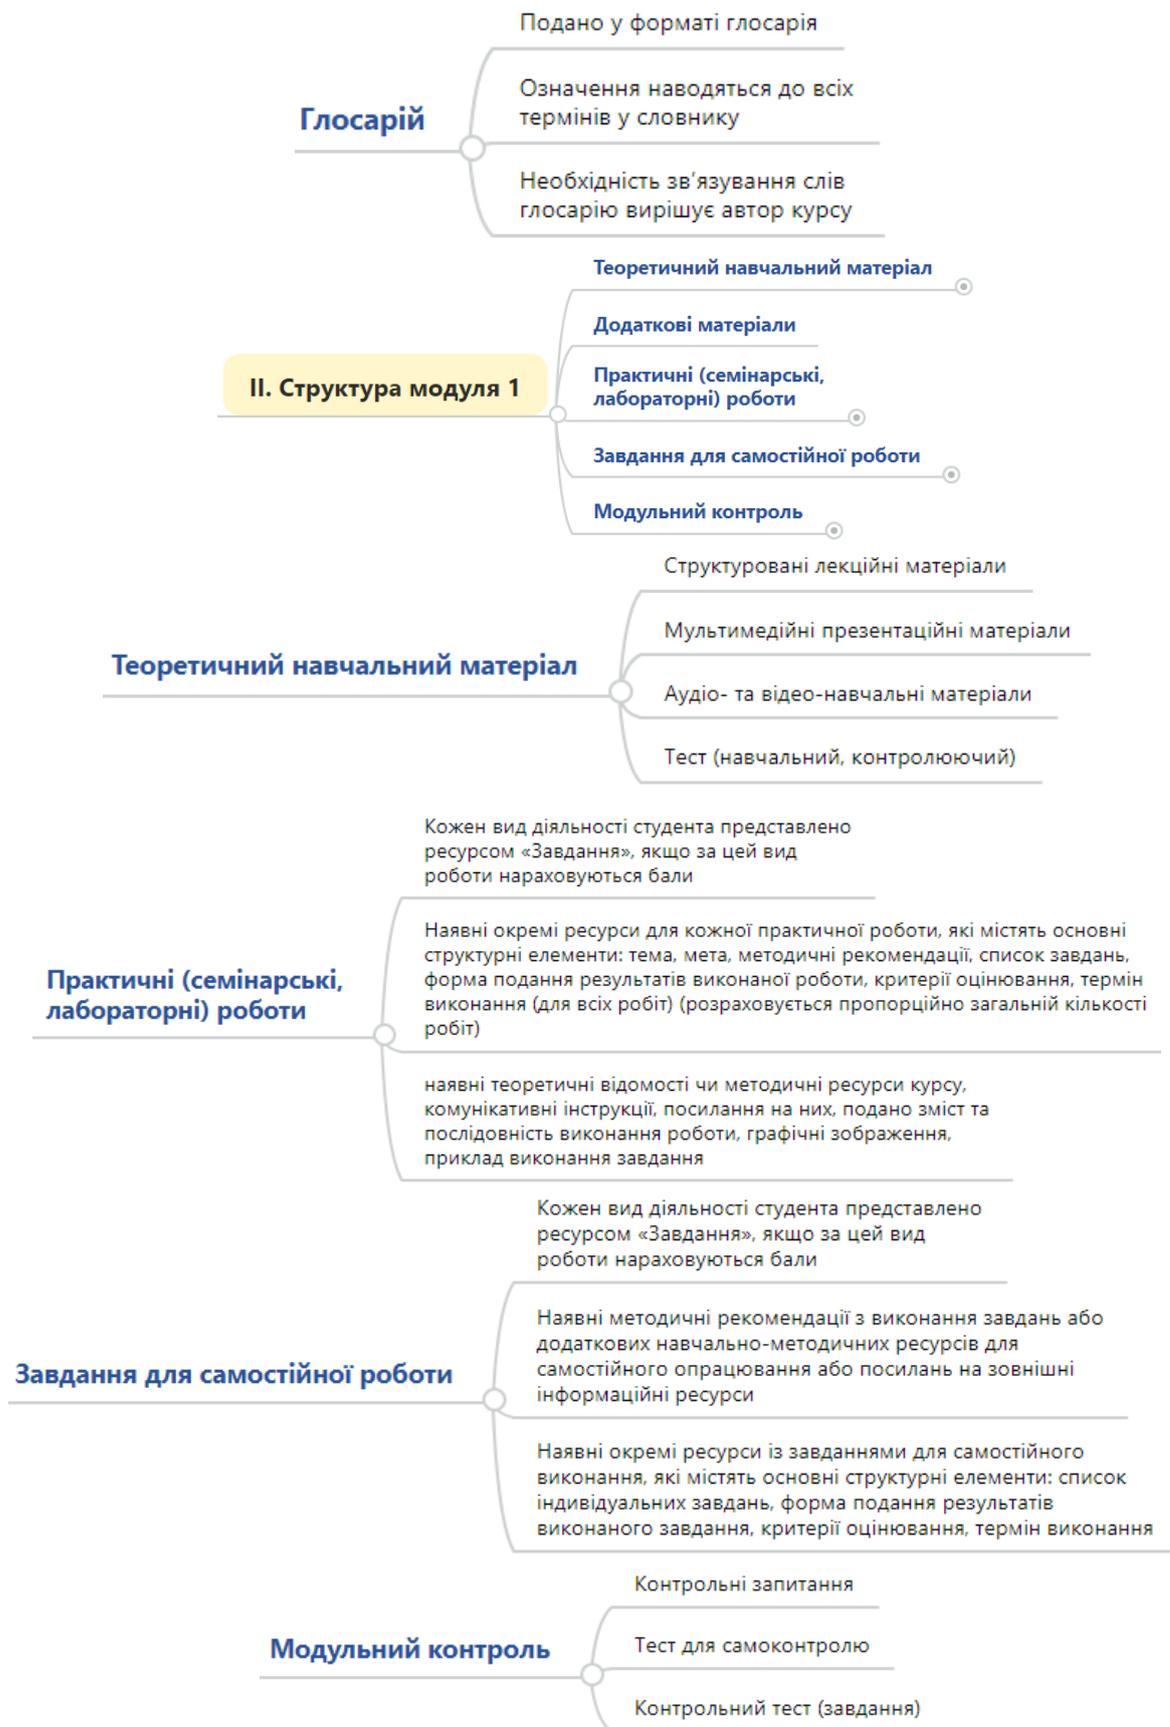 Подано у форматі глосарія
Означення наводяться до всіх
термінів у словнику
Глосарій
Необхідність зв’язування слів
глосарію вирішує автор курсу
Теоретичний навчальний матеріал
Додаткові матеріали
ІІ. Структура модуля 1
Практичні (семінарські,
лабораторні) роботи
Завдання для самостійної роботи
Модульний контроль
Структуровані лекційні матеріали
Мультимедійні презентаційні матеріали
Теоретичний навчальний матеріал
Аудіо- та відео-навчальні матеріали
Тест (навчальний, контролюючий)
Кожен вид діяльності студента представлено
ресурсом «Завдання», якщо за цей вид
роботи нараховуються бали
Практичні (семінарські,
лабораторні) роботи
Наявні окремі ресурси для кожної практичної роботи, які містять основні
структурні елементи: тема, мета, методичні рекомендації, список завдань,
форма подання результатів виконаної роботи, критерії оцінювання, термін
виконання (для всіх робіт) (розраховується пропорційно загальній кількості
робіт)
наявні теоретичні відомості чи методичні ресурси курсу,
комунікативні інструкції, посилання на них, подано зміст та
послідовність виконання роботи, графічні зображення,
приклад виконання завдання
Кожен вид діяльності студента представлено
ресурсом «Завдання», якщо за цей вид
роботи нараховуються бали
Завдання для самостійної роботи
Наявні методичні рекомендації з виконання завдань або
додаткових навчально-методичних ресурсів для
самостійного опрацювання або посилань на зовнішні
інформаційні ресурси
Наявні окремі ресурси із завданнями для самостійного
виконання, які містять основні структурні елементи: список
індивідуальних завдань, форма подання результатів
виконаного завдання, критерії оцінювання, термін виконання
Контрольні запитання
Модульний контроль
Тест для самоконтролю
Контрольний тест (завдання)